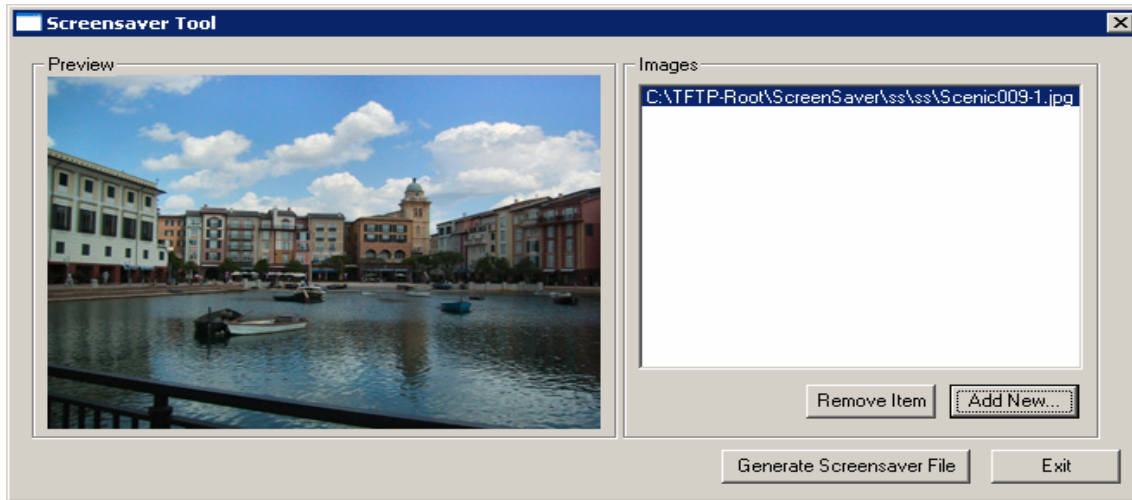 Screensaver Tool
Preview
Images
C:\TFTP-Root\ScreenSaver\ss\ss\Scenic009-1.jpg
Remove Item
Add New...
Generate Screensaver File
Exit